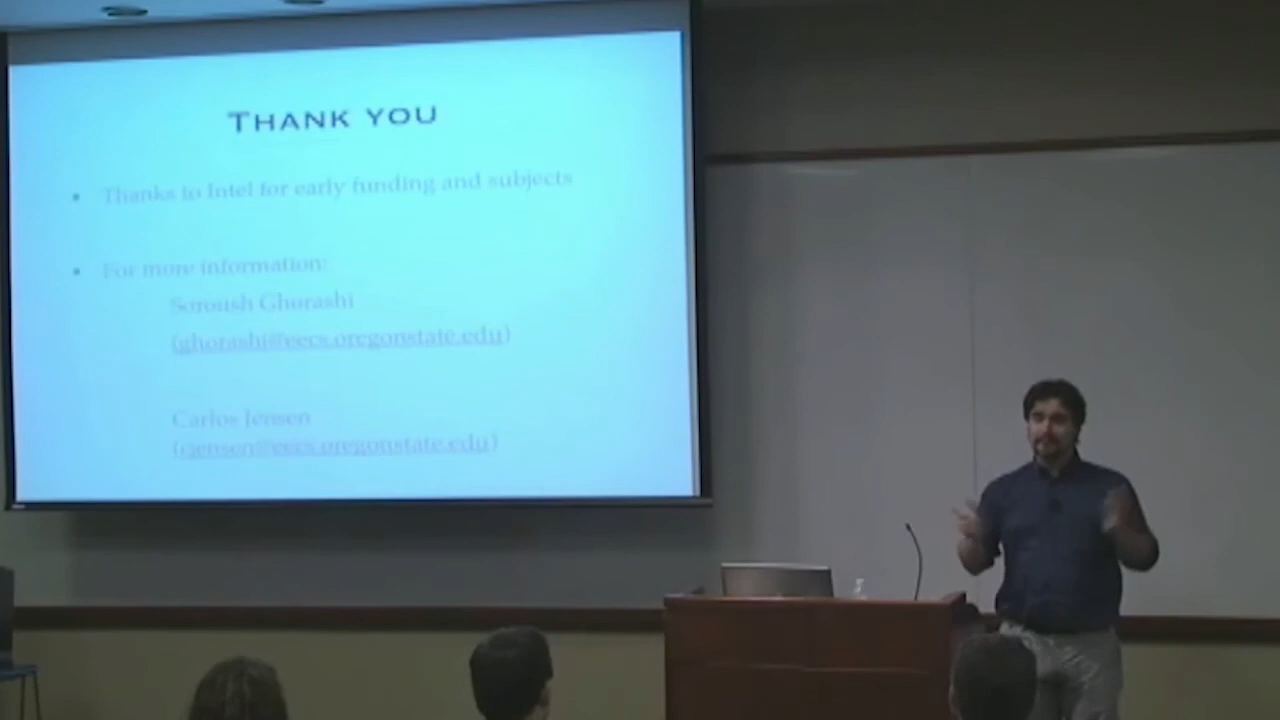 THANK YOU
• Thanks to Intel for early funding and subjects
• For more information:
Soroush Ghorashi
(ghorashi@eecs.oregonstate.edu)
Carlos Jensen
(cjensen@eecs.oregonstate.edu)